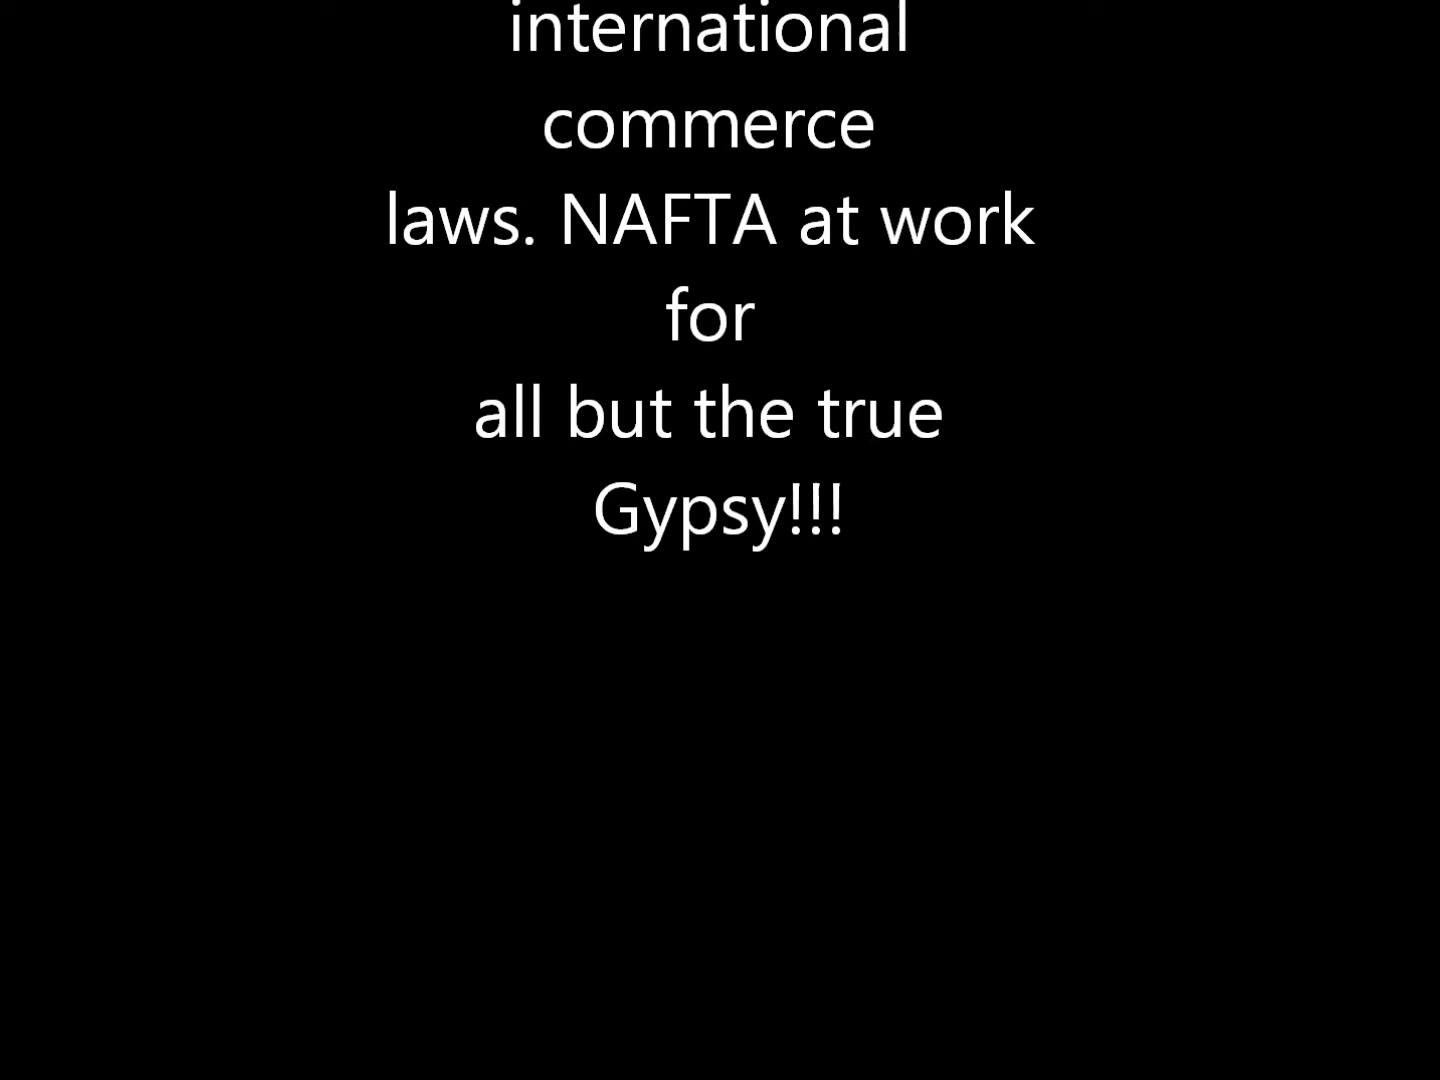 international
commerce
laws. NAFTA at work
for
all but the true
Gypsy!!!